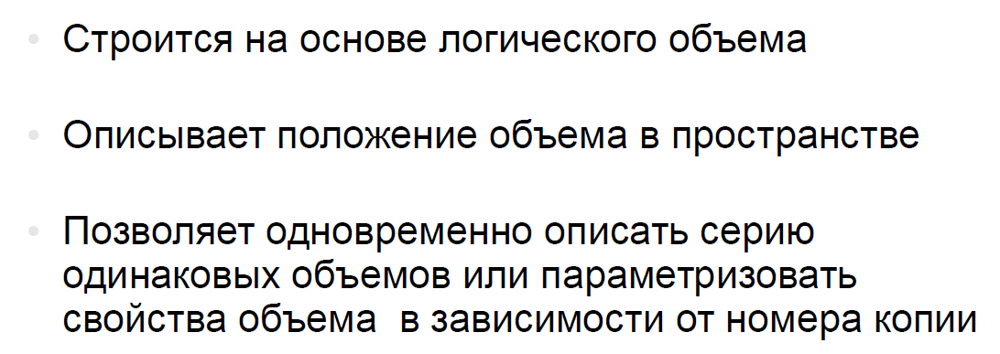 • Строится на основе логического объема
• Описывает положение объема в пространстве
• Позволяет одновременно описать серию
одинаковых объемов или параметризовать
свойства объема  в зависимости от номера копии